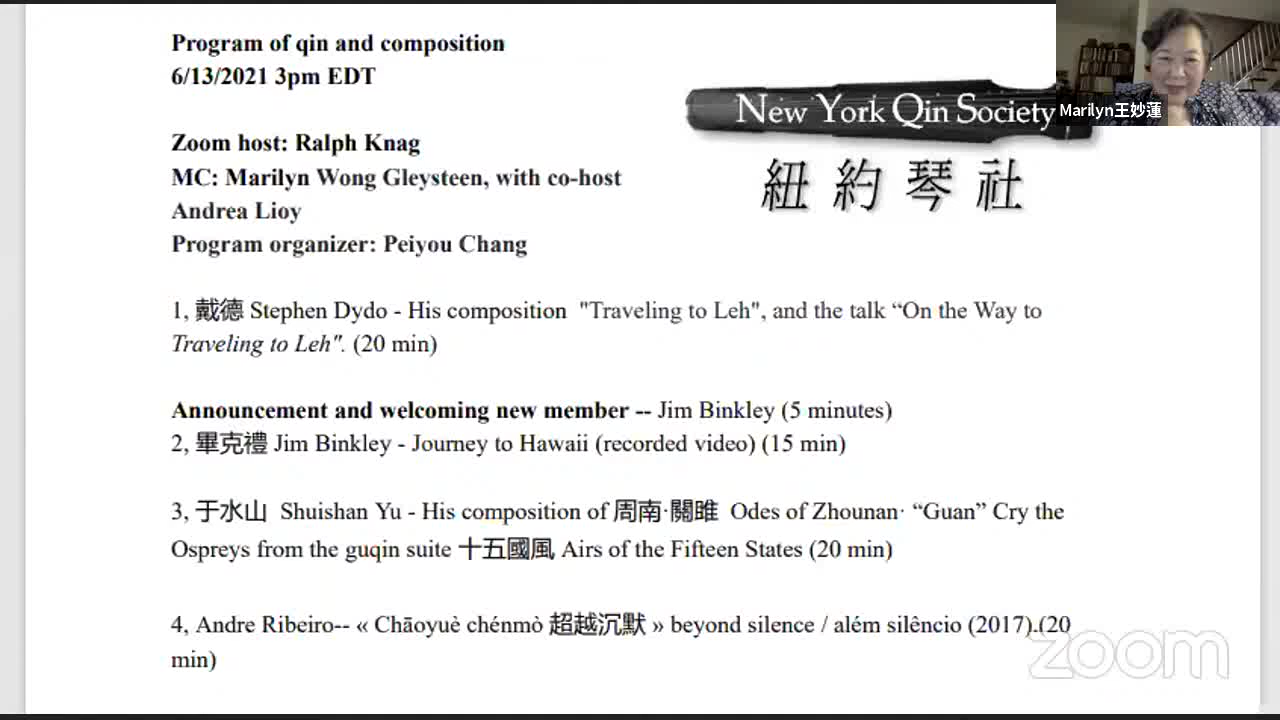 Program of qin and composition
6/13/2021 3pm EDT
New York Qin Society
Marilyn王妙蓮
紐約琴社
Zoom host: Ralph Knag
MC: Marilyn Wong Gleysteen, with co-host
Andrea Lioy
Program organizer: Peiyou Chang
1, 戴德 Stephen Dydo - His composition  "Traveling to Leh", and the talk “On the Way to
Traveling to Leh". (20 min)
Announcement and welcoming new member -- Jim Binkley (5 minutes)
2, 畢克禮 Jim Binkley - Journey to Hawaii (recorded video) (15 min)
3, 于水山  Shuishan Yu - His composition of 周南·關雎  Odes of Zhounan· “Guan” Cry the
Ospreys from the guqin suite 十五國風 Airs of the Fifteen States (20 min)
4, Andre Ribeiro-- « Chāoyuè chénmò 超越沉默 » beyond silence / além silêncio (2017).(20
min)
zoom